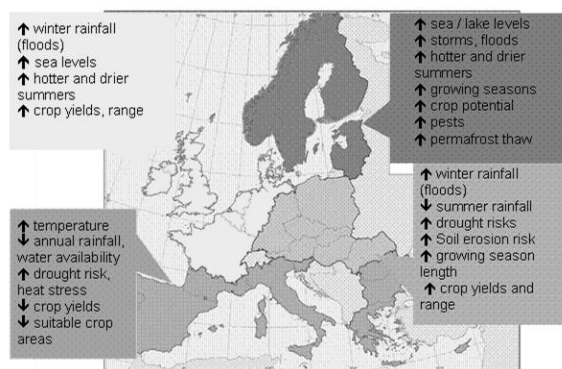 ↑ winter rainfall
(floods)
↑ sea levels
↑ hotter and drier
summers
↑ crop yields, range
↑ sea / lake levels
↑ storms, floods
↑ hotter and drier
summers
↑ growing seasons
↑ crop potential
↑ pests
↑ permafrost thaw
↑ temperature
↓ annual rainfall,
water availability
↑ drought risk,
heat stress
↓ crop yields
↓ suitable crop
areas
↑ winter rainfall
(floods)
↓ summer rainfall
↑ drought risks
↑ Soil erosion risk
↑ growing season
length
↑ crop yields and
range